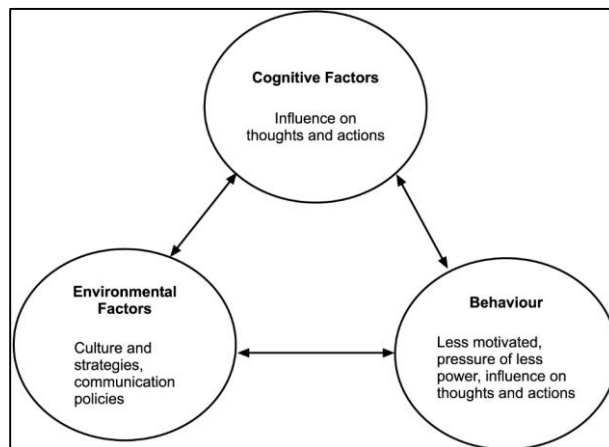 Cognitive Factors
Influence on
thoughts and actions
Environmental
Factors
Culture and
strategies,
communication
policies
Behaviour
Less motivated,
pressure of less
power, influence on
thoughts and actions